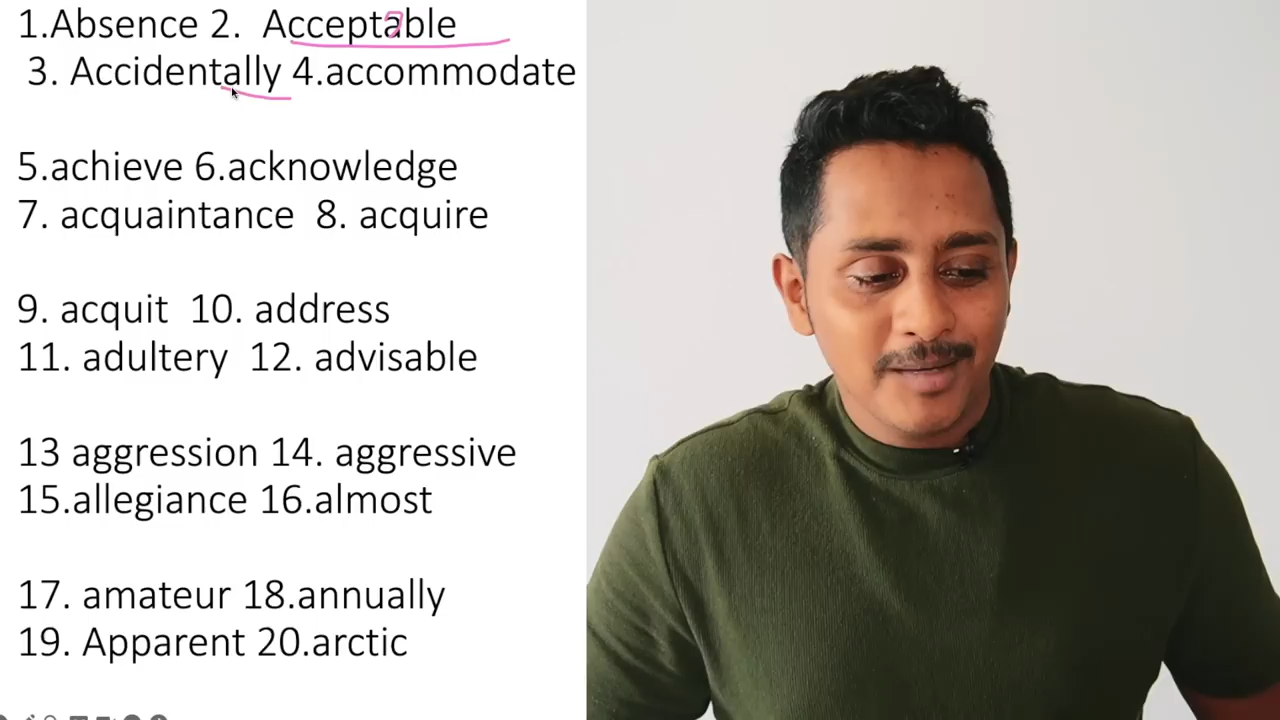 1.Absence 2. Acceptable
3. Accidentally 4.accommodate
5.achieve 6.acknowledge
7. acquaintance 8. acquire
9. acquit 10. address
11. adultery 12. advisable
13 aggression 14. aggressive
15.allegiance 16.almost
17. amateur 18.annually
19. Apparent 20.arctic